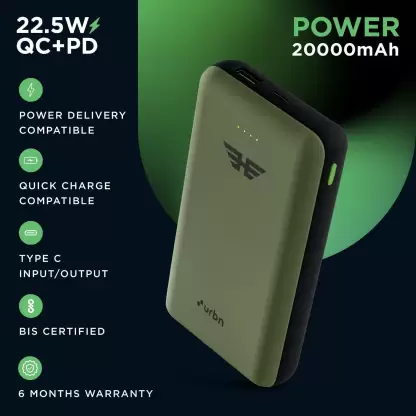 22.5W
QC+PD
POWER
20000mAh
POWER DELIVERY
COMPATIBLE
QUICK CHARGE
COMPATIBLE
TYPE C
INPUT/OUTPUT
BIS CERTIFIED
6 MONTHS WARRANTY
urbn